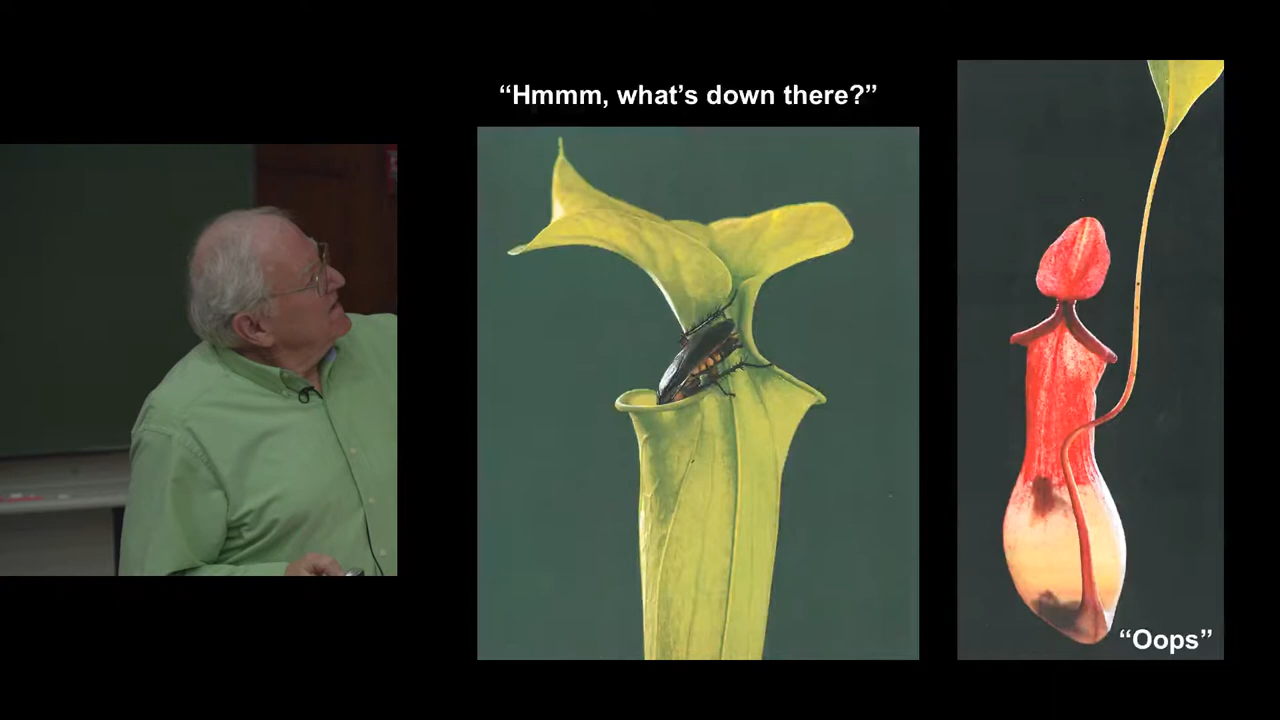 “Hmmm, what’s down there?”
“Oops”